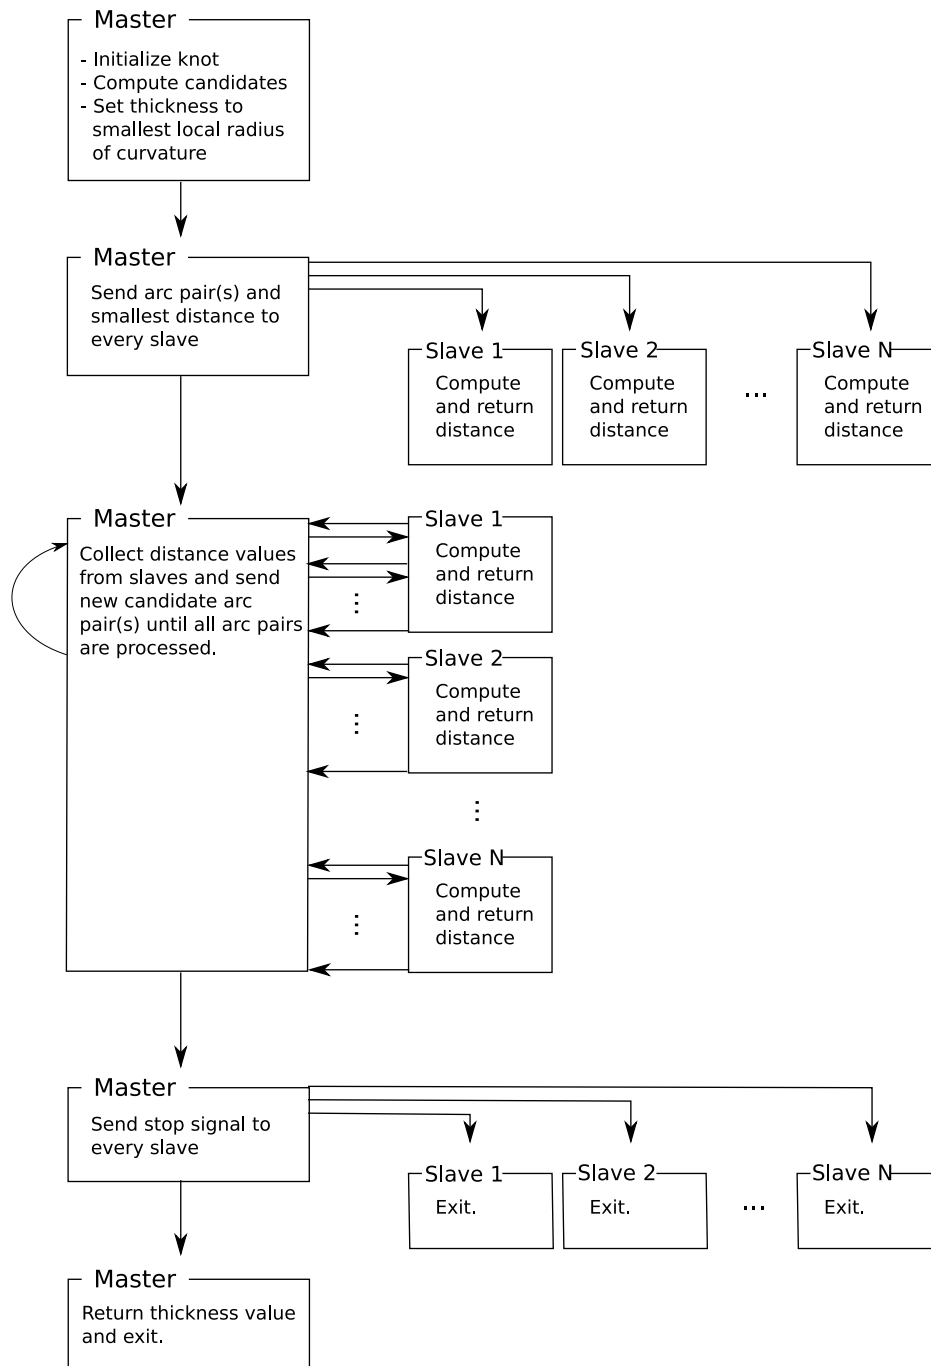 Master
- Initialize knot
- Compute candidates
- Set thickness to
smallest local radius
of curvature
Master
Send arc pair(s) and
smallest distance to
every slave
Slave 1
Compute
and return
distance
Slave 2
Compute
and return
distance
...
Slave N
Compute
and return
distance
Master
Collect distance values
from slaves and send
new candidate arc
pair(s) until all arc pairs
are processed.
Slave 1
Compute
and return
distance
...
Slave 2
Compute
and return
distance
...
...
Slave N
Compute
and return
distance
...
Master
Send stop signal to
every slave
Slave 1
Exit.
Slave 2
Exit.
...
Slave N
Exit.
Master
Return thickness value
and exit.